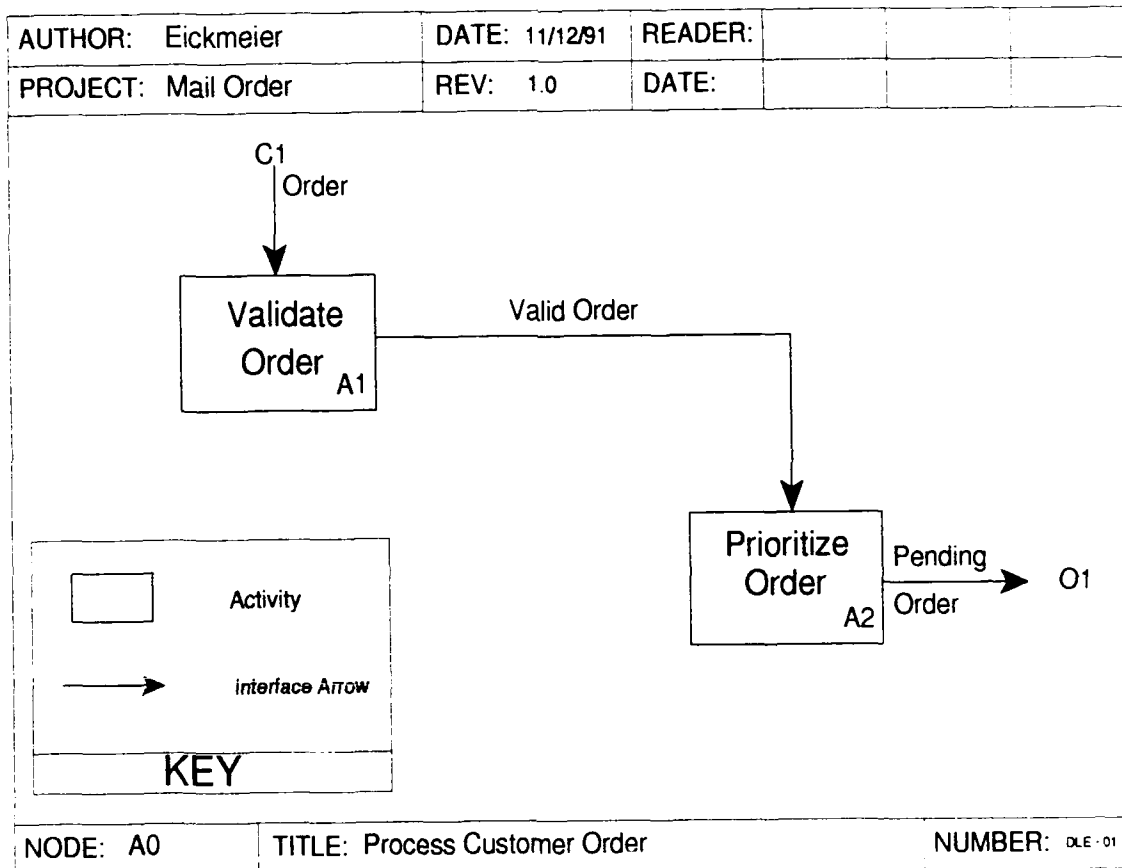 AUTHOR: Eickmeier DATE: 11/12/91 READER:
PROJECT: Mail Order REV: 1.0 DATE:
C1
Order
Validate
Order
A1
Valid Order
Prioritize
Order
A2
Pending
Order
O1
Activity
Interface Arrow
KEY
NODE: A0 TITLE: Process Customer Order NUMBER: DLE - 01